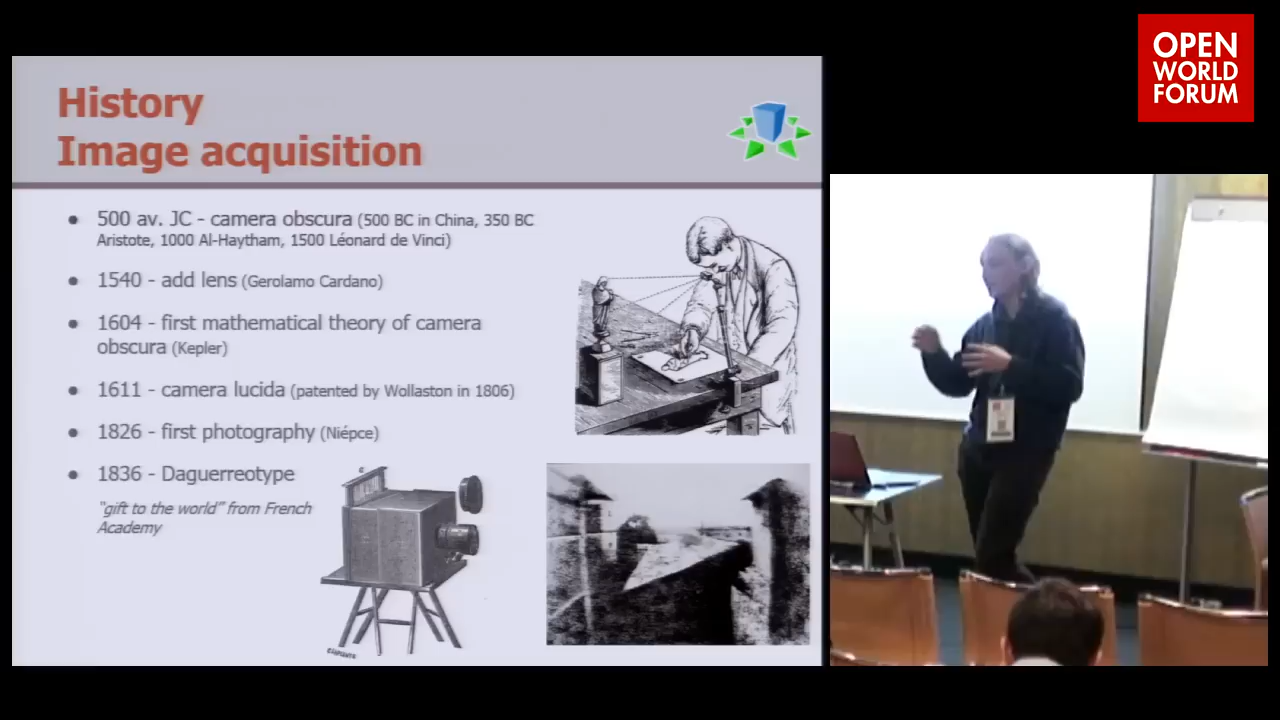 OPEN
WORLD
FORUM
History
Image acquisition
500 av. JC - camera obscura (500 BC in China, 350 BC
Aristote, 1000 Al-Haytham, 1500 Léonard de Vinci)
1540 - add lens (Gerolamo Cardano)
1604 - first mathematical theory of camera
obscura (Kepler)
1611 - camera lucida (patented by Wollaston in 1806)
1826 - first photography (Niépce)
1836 - Daguerreotype
"gift to the world" from French
Academy